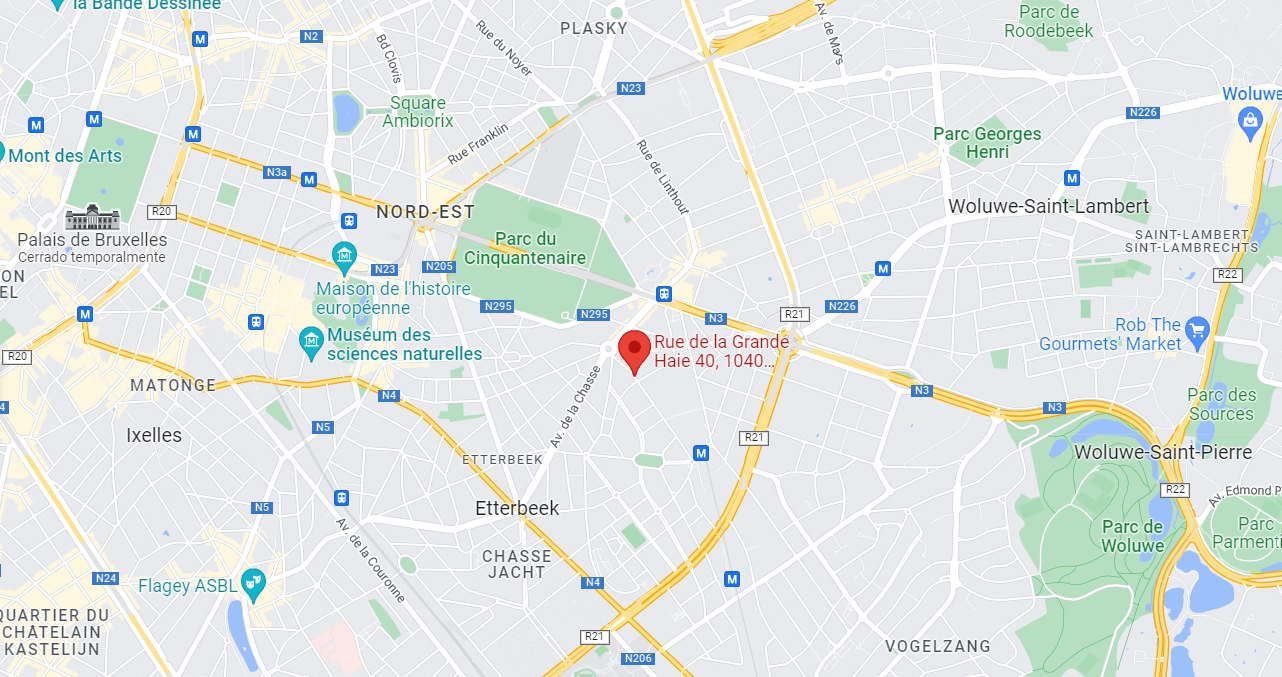 la Bande Dessinée
PLASKY
Av. de Mars
Parc de
Roodebeek
M
N2
Bd Clovis
Rue du Noyer
N23
Woluwe
Square
Ambiorix
N226
M
M
M
Rue Franklin
Parc Georges
Henri
Mont des Arts
Rue de Linthout
N3a
M
M
R20
NORD-EST
Woluwe-Saint-Lambert
Palais de Bruxelles
Cerrado temporalmente
Parc du
Cinquantenaire
SAINT-LAMBERT
SINT-LAMBRECHTS
N23
N205
M
R22
ON
EL
Maison de l'histoire
européenne
N295
N295
N3
R21
N226
M
Muséum des
sciences naturelles
Rue de la Grande
Haie 40, 1040...
Rob The
Gourmets' Market
R20
MATONGE
N4
Av. de la Chasse
N3
N3
Parc des
Sources
4
Ixelles
N5
R21
ETTERBEEK
M
Woluwe-Saint-Pierre
R22
Av. Edmond P
N5
Etterbeek
Av. de la Couronne
Parc de
Woluwe
Parc
Parmenti
CHASSE
JACHT
N24
Flagey ASBL
N4
M
QUARTIER DU
CHÂTELAIN
KASTELIJN
R21
N206
VOGELZANG